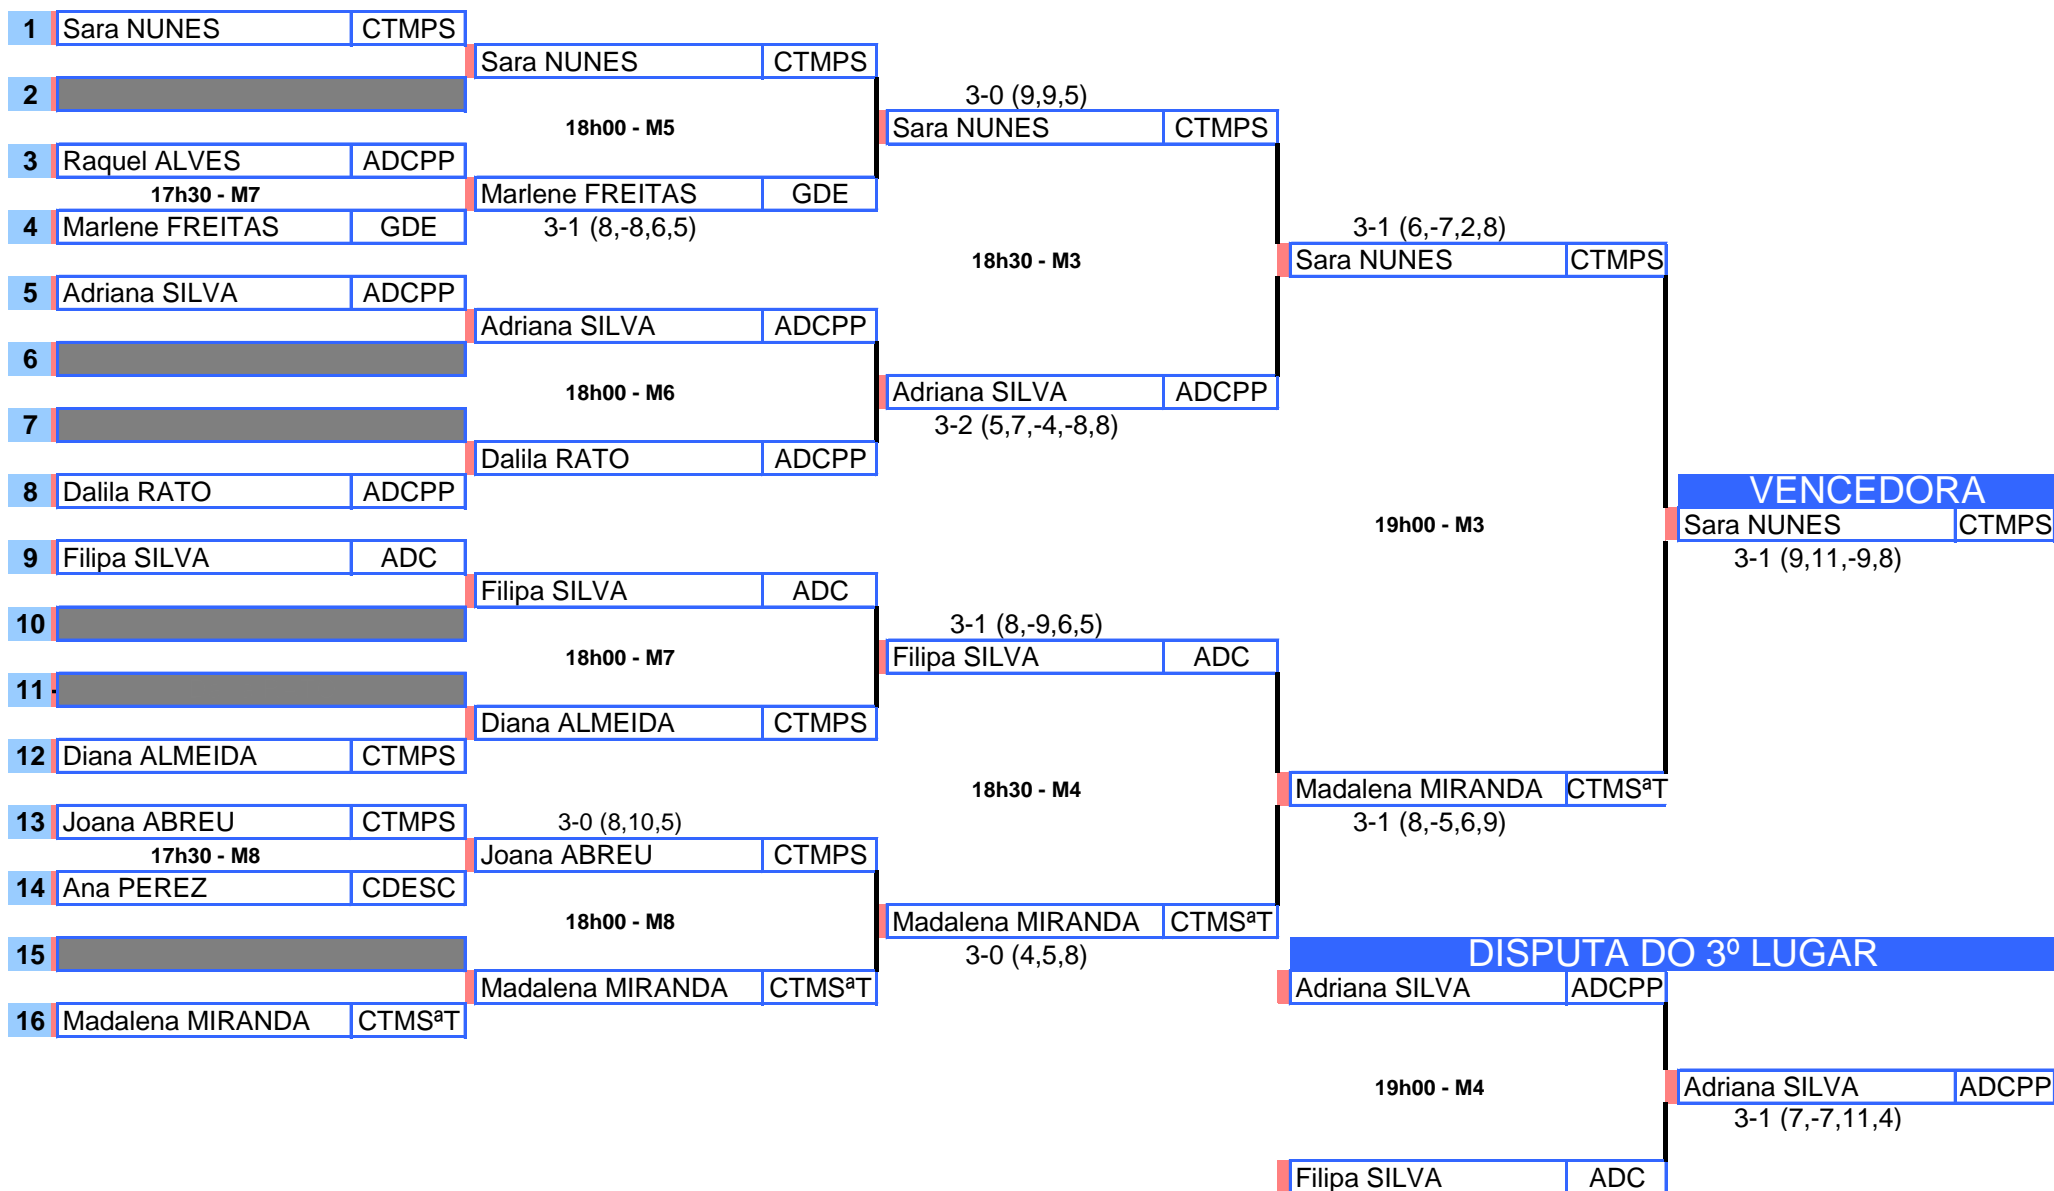 1 Sara NUNES CTMPS
Sara NUNES CTMPS
2
3-0 (9,9,5)
18h00 - M5
Sara NUNES CTMPS
3 Raquel ALVES ADCPP
17h30 - M7
Marlene FREITAS GDE
4 Marlene FREITAS GDE
3-1 (8,-8,6,5)
3-1 (6,-7,2,8)
18h30 - M3
Sara NUNES CTMPS
5 Adriana SILVA ADCPP
Adriana SILVA ADCPP
6
18h00 - M6
Adriana SILVA ADCPP
7
3-2 (5,7,-4,-8,8)
Dalila RATO ADCPP
8 Dalila RATO ADCPP
VENCEDORA
19h00 - M3
Sara NUNES CTMPS
9 Filipa SILVA ADC
3-1 (9,11,-9,8)
Filipa SILVA ADC
10
3-1 (8,-9,6,5)
18h00 - M7
Filipa SILVA ADC
11 -
Diana ALMEIDA CTMPS
12 Diana ALMEIDA CTMPS
18h30 - M4
Madalena MIRANDA CTMSªT
13 Joana ABREU CTMPS
3-0 (8,10,5)
3-1 (8,-5,6,9)
17h30 - M8
Joana ABREU CTMPS
14 Ana PEREZ CDESC
18h00 - M8
Madalena MIRANDA CTMSªT
15
3-0 (4,5,8)
DISPUTA DO 3º LUGAR
Madalena MIRANDA CTMSªT
Adriana SILVA ADCPP
16 Madalena MIRANDA CTMSªT
19h00 - M4
Adriana SILVA ADCPP
3-1 (7,-7,11,4)
Filipa SILVA ADC